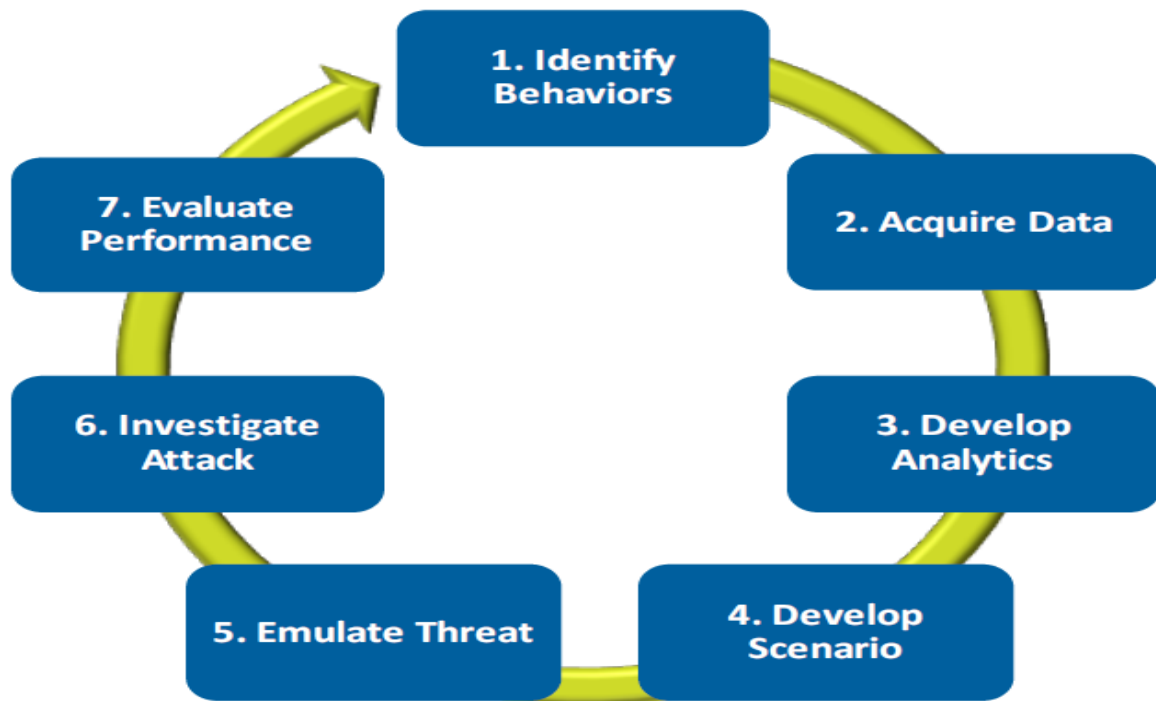 1. Identify
Behaviors
2. Acquire Data
3. Develop
Analytics
4. Develop
Scenario
5. Emulate Threat
6. Investigate
Attack
7. Evaluate
Performance